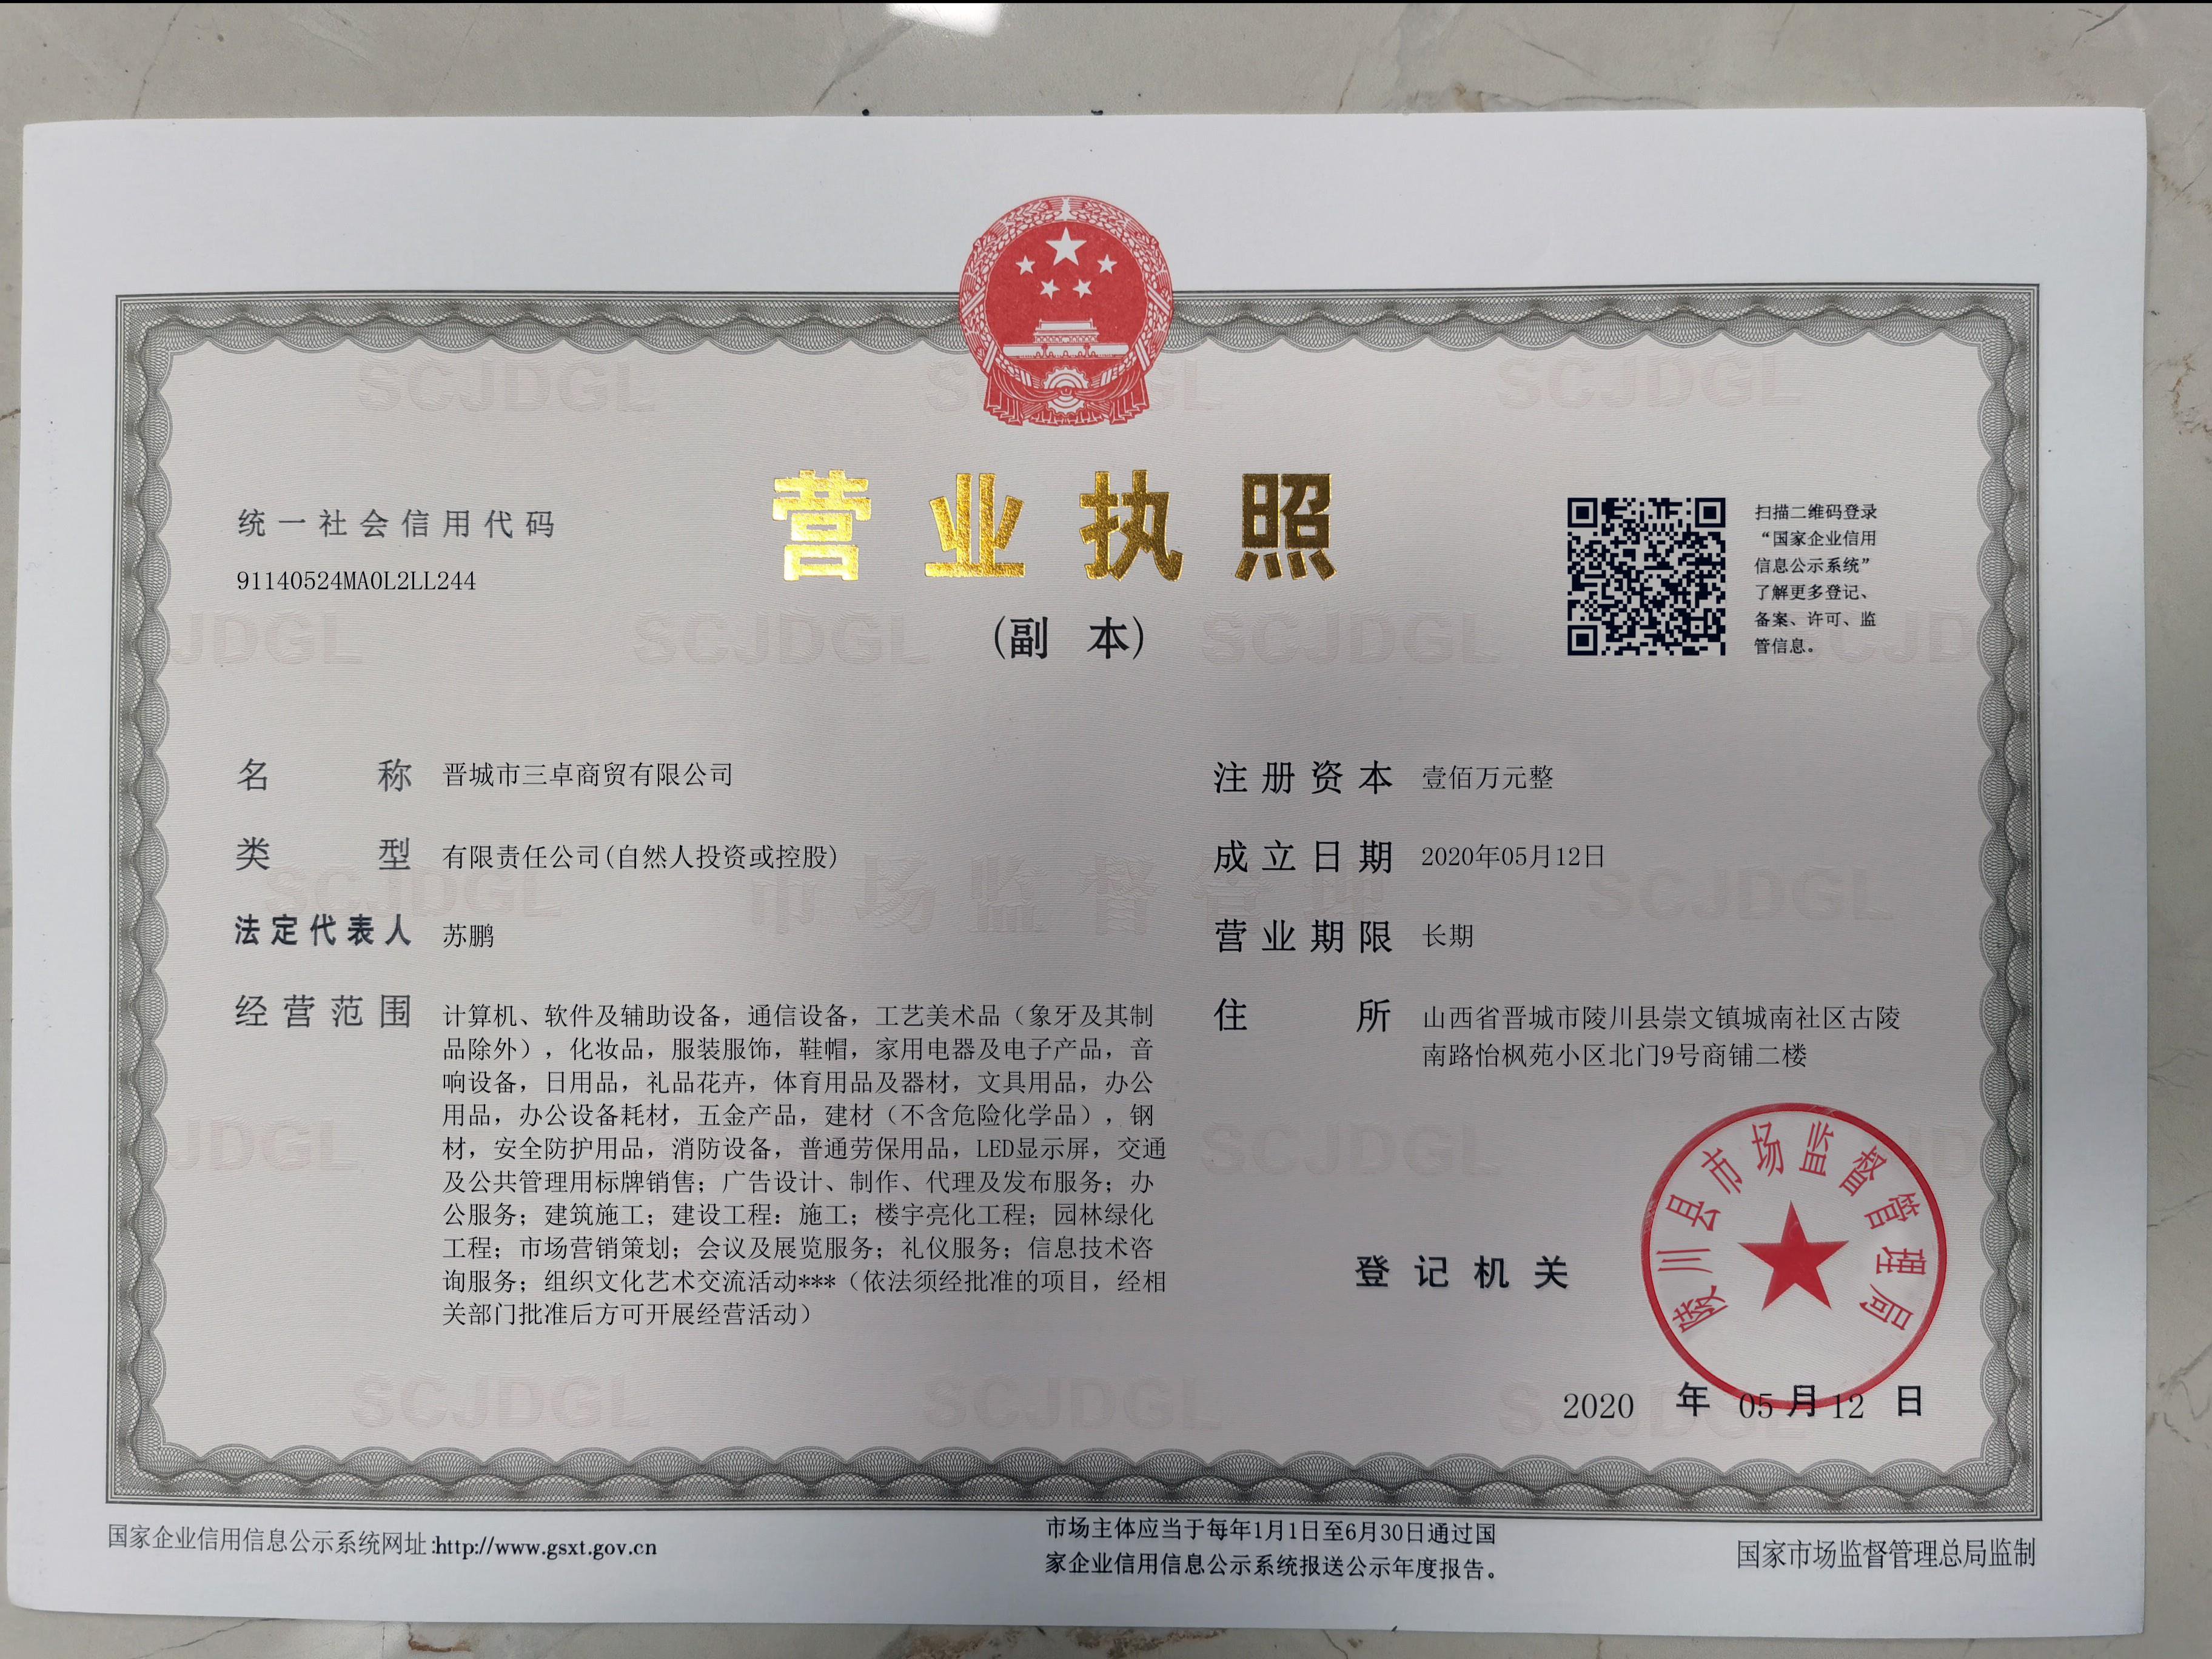 营业执照
(副 本)
统一社会信用代码
91140524MA0L2LL244
扫描二维码登录
“国家企业信用
信息公示系统”
了解更多登记、
备案、许可、监
管信息。
名 称 晋城市三卓商贸有限公司
类 型 有限责任公司(自然人投资或控股)
法定代表人 苏鹏
经营范围 计算机、软件及辅助设备，通信设备，工艺美术品（象牙及其制
品除外），化妆品，服装服饰，鞋帽，家用电器及电子产品，音
响设备，日用品，礼品花卉，体育用品及器材，文具用品，办公
用品，办公设备耗材，五金产品，建材（不含危险化学品），钢
材，安全防护用品，消防设备，普通劳保用品，LED显示屏，交通
及公共管理用标牌销售；广告设计、制作、代理及发布服务；办
公服务；建筑施工；建设工程：施工；楼宇亮化工程；园林绿化
工程；市场营销策划；会议及展览服务；礼仪服务；信息技术咨
询服务；组织文化艺术交流活动***（依法须经批准的项目，经相
关部门批准后方可开展经营活动）
注册资本 壹佰万元整
成立日期 2020年05月12日
营业期限 长期
住 所 山西省晋城市陵川县崇文镇城南社区古陵
南路怡枫苑小区北门9号商铺二楼
登记机关
陵川县市场监督管理局
2020 年 05 月 12 日
国家企业信用信息公示系统网址:http://www.gsxt.gov.cn
市场主体应当于每年1月1日至6月30日通过国
家企业信用信息公示系统报送公示年度报告。
国家市场监督管理总局监制
SCJDGL
市场监督管理